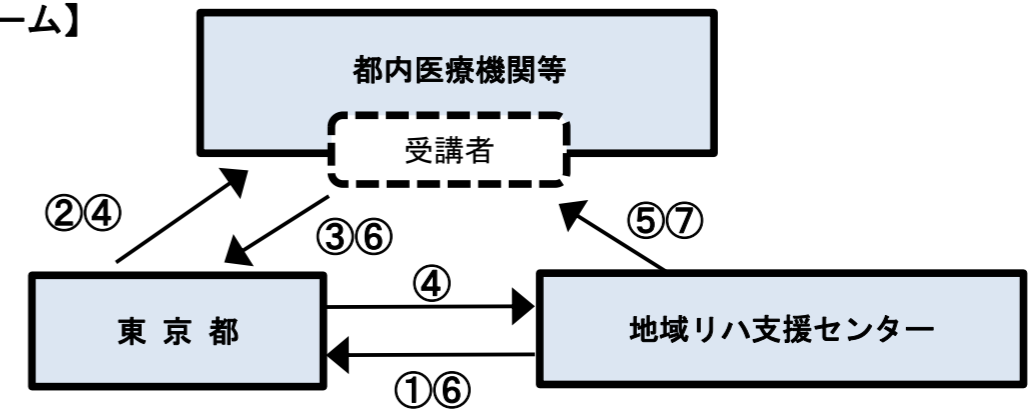 ーム】
都内医療機関等
受講者
②④
③⑥
⑤⑦
東 京 都
④
地域リハ支援センター
①⑥